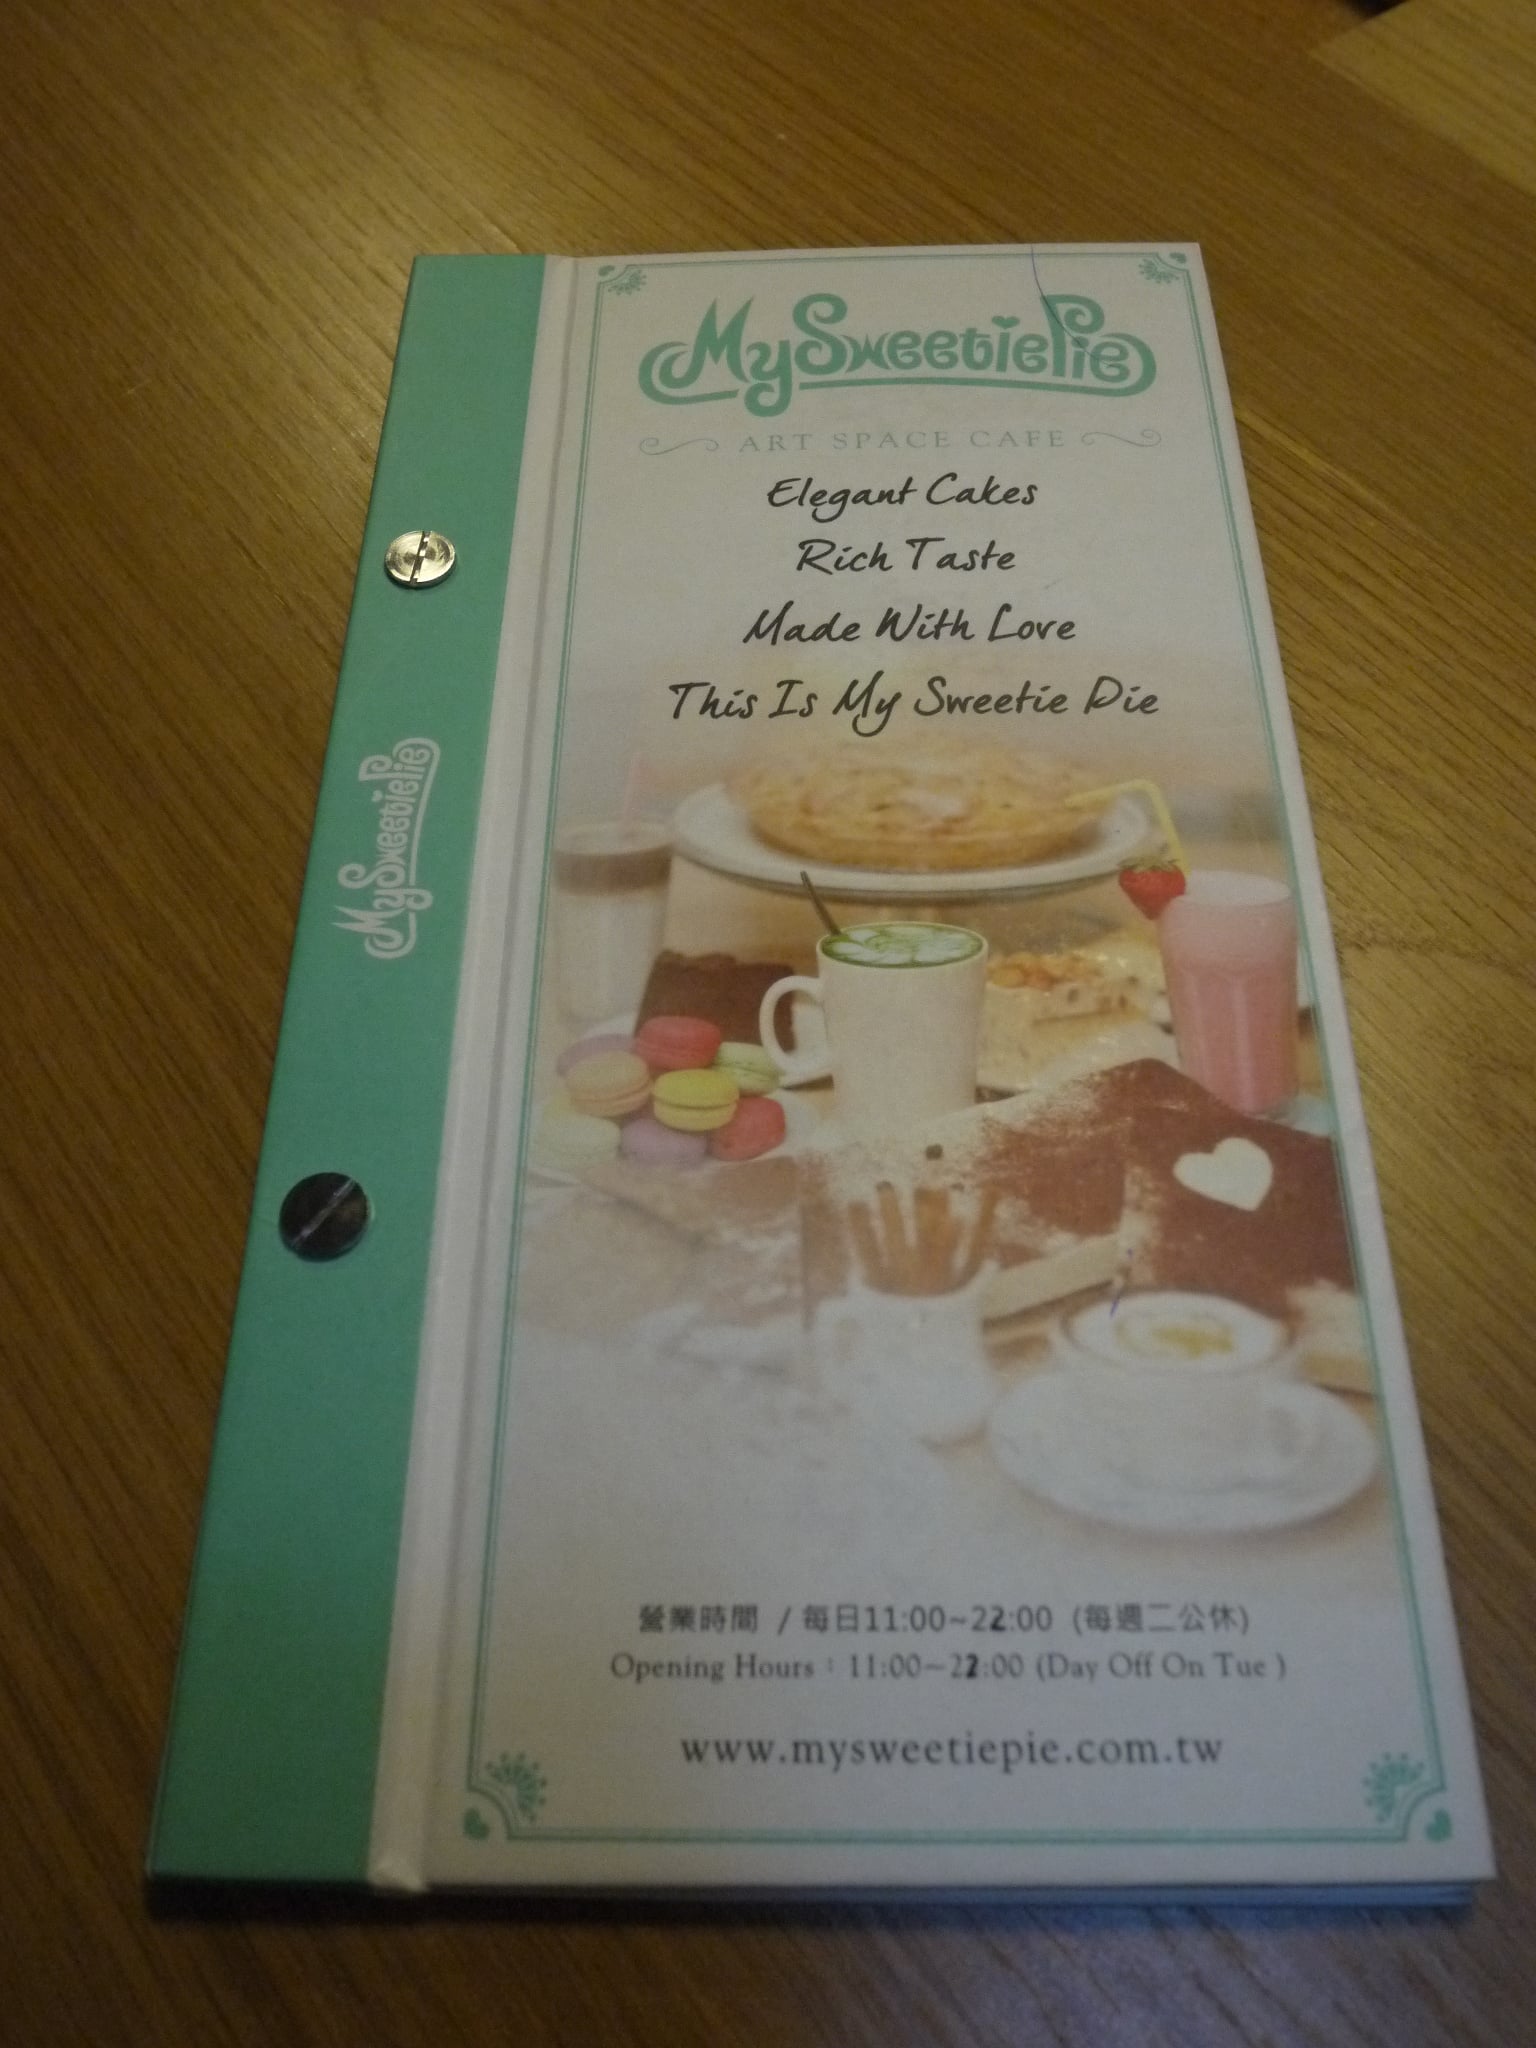 MySweetiePie
ART SPACE CAFE
Elegant Cakes
Rich Taste
Made With Love
This Is My Sweetie Pie
MySweetiePie
營業時間 / 每日11:00~22:00 (每週二公休)
Opening Hours : 11:00~22:00 (Day Off On Tue )
www.mysweetiepie.com.tw